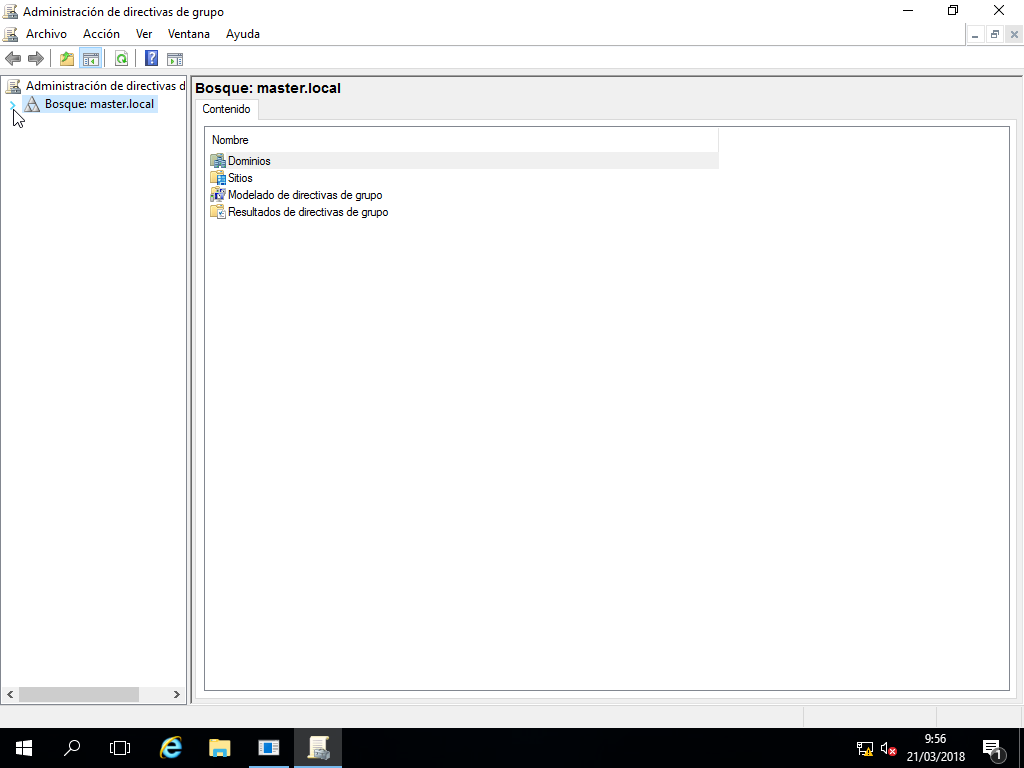 Administración de directivas de grupo
Archivo Acción Ver Ventana Ayuda
Administración de directivas d
Bosque: master.local
Bosque: master.local
Contenido
Nombre
Dominios
Sitios
Modelado de directivas de grupo
Resultados de directivas de grupo
9:56
21/03/2018
1